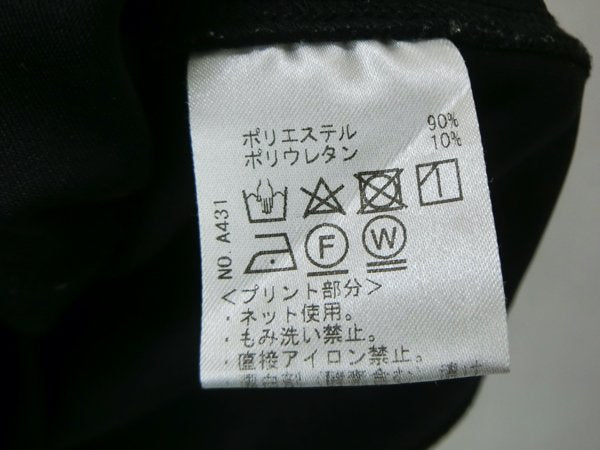 ポリエステル 90%
ポリウレタン 10%
NO A431
F
W
<プリント部分>
・ネット使用。
・もみ洗い禁止。
・直接アイロン禁止。